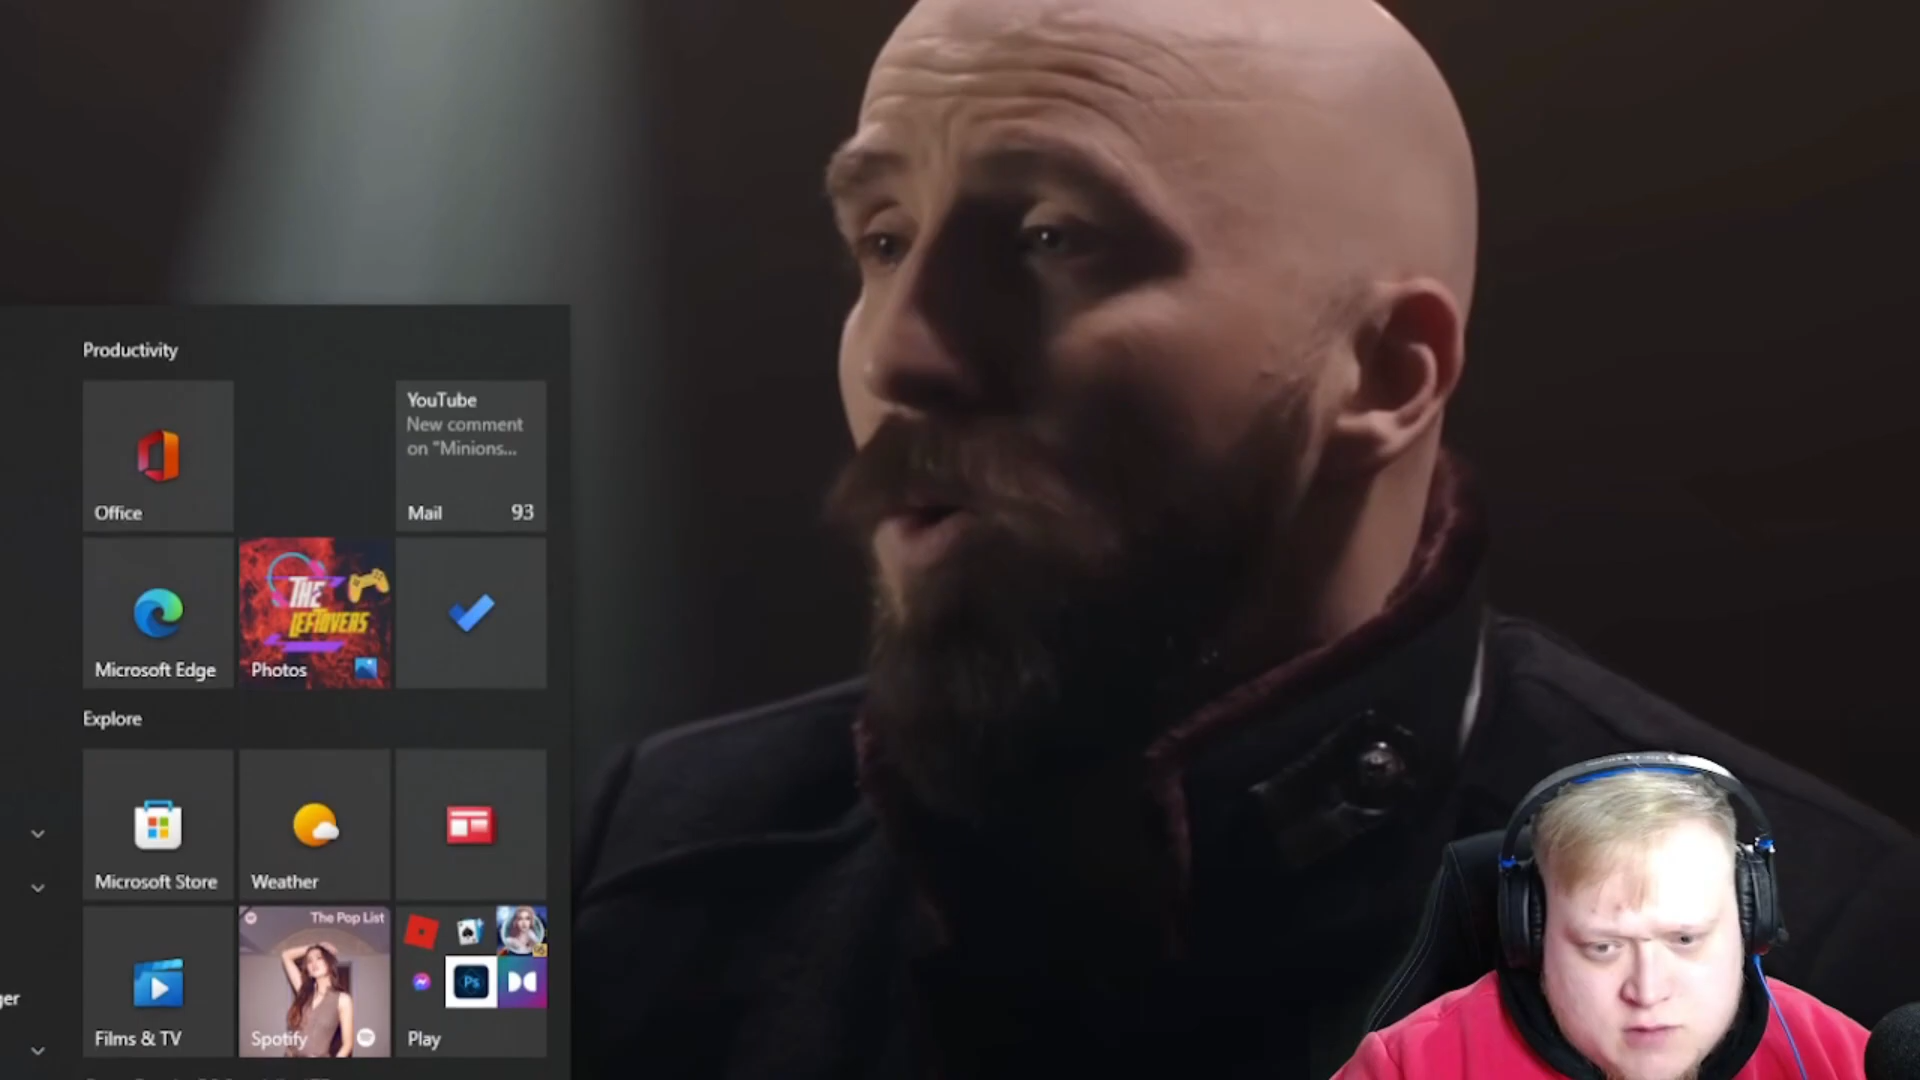 Productivity
Office
YouTube
New comment
on "Minions...
Mail 93
Microsoft Edge
THE
LEFTOVERS
Photos
Explore
Microsoft Store
Weather
Films & TV
The Pop List
Spotify
Ps
Play
ger